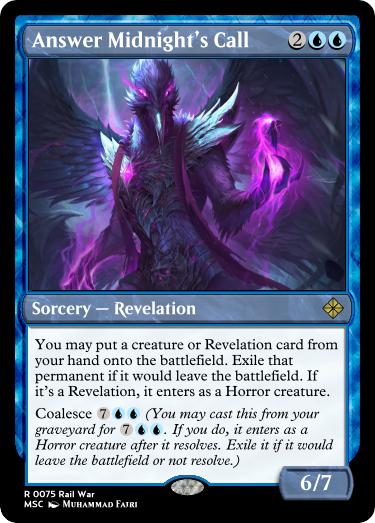 Answer Midnight's Call 2
Sorcery — Revelation
You may put a creature or Revelation card from
your hand onto the battlefield. Exile that
permanent if it would leave the battlefield. If
it's a Revelation, it enters as a Horror creature.
Coalesce 7 (You may cast this from your
graveyard for 7. If you do, it enters as a
Horror creature after it resolves. Exile it if it would
leave the battlefield or not resolve.)
6/7
R 0075 Rail War
MSC Muhammad Fajri